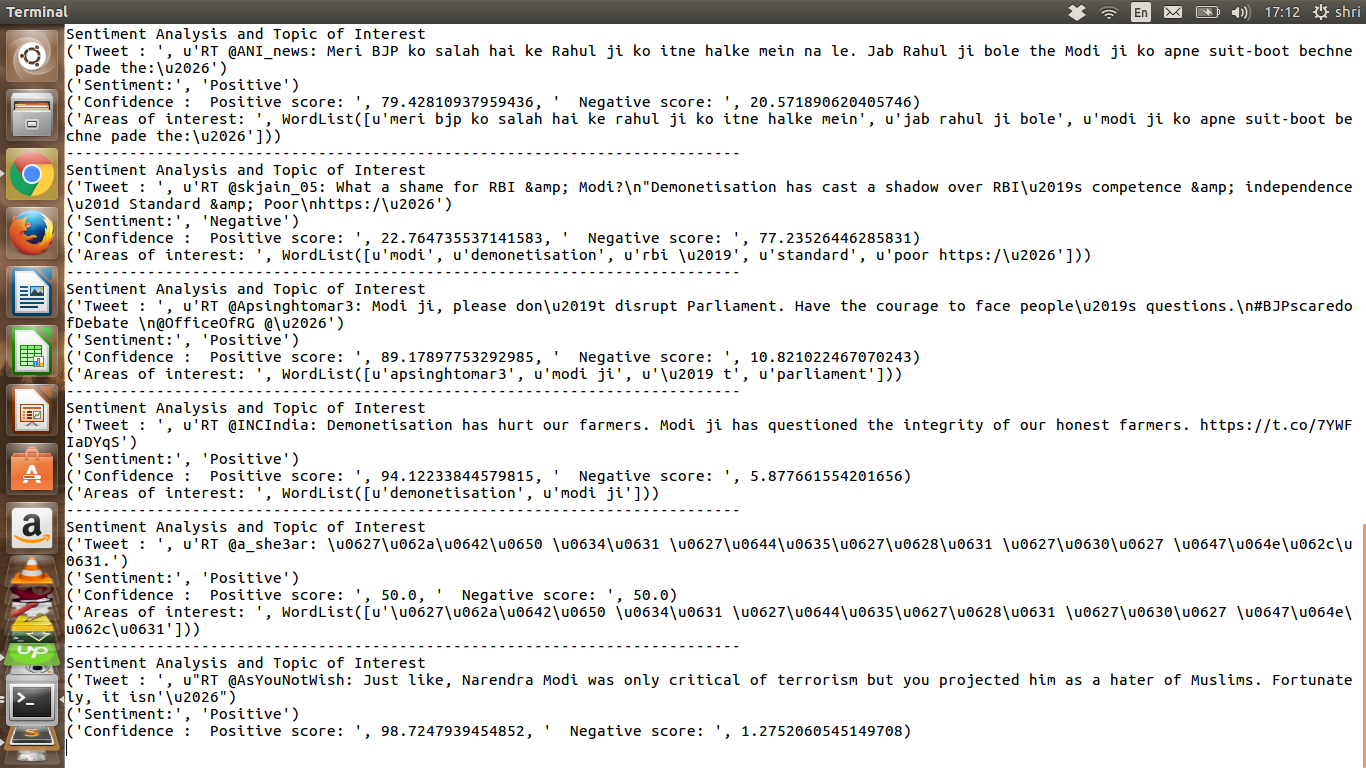 Terminal
En
17:12
shri
Sentiment Analysis and Topic of Interest
('Tweet : ', u'RT @ANI_news: Meri BJP ko salah hai ke Rahul ji ko itne halke mein na le. Jab Rahul ji bole the Modi ji ko apne suit-boot bechne
pade the:\u2026')
('Sentiment:', 'Positive')
('Confidence :  Positive score: ', 79.42810937959436, '  Negative score: ', 20.571890620405746)
('Areas of interest: ', WordList([u'meri bjp ko salah hai ke rahul ji ko itne halke mein', u'jab rahul ji bole', u'modi ji ko apne suit-boot be
chne pade the:\u2026']))
---------------------------------------------------------------------------
Sentiment Analysis and Topic of Interest
('Tweet : ', u'RT @skjain_05: What a shame for RBI &amp; Modi?\n"Demonetisation has cast a shadow over RBI\u2019s competence &amp; independence
\u201d Standard &amp; Poor\nhttps:/\u2026')
('Sentiment:', 'Negative')
('Confidence :  Positive score: ', 22.764735537141583, '  Negative score: ', 77.23526446285831)
('Areas of interest: ', WordList([u'modi', u'demonetisation', u'rbi \u2019', u'standard', u'poor https:/\u2026']))
---------------------------------------------------------------------------
Sentiment Analysis and Topic of Interest
('Tweet : ', u'RT @Apsinghtomar3: Modi ji, please don\u2019t disrupt Parliament. Have the courage to face people\u2019s questions.\n#BJPscaredo
fDebate \n@OfficeOfRG @\u2026')
('Sentiment:', 'Positive')
('Confidence :  Positive score: ', 89.17897753292985, '  Negative score: ', 10.821022467070243)
('Areas of interest: ', WordList([u'apsinghtomar3', u'modi ji', u'\u2019 t', u'parliament']))
---------------------------------------------------------------------------
Sentiment Analysis and Topic of Interest
('Tweet : ', u'RT @INCIndia: Demonetisation has hurt our farmers. Modi ji has questioned the integrity of our honest farmers. https://t.co/7YWF
IaDYqS')
('Sentiment:', 'Positive')
('Confidence :  Positive score: ', 94.12233844579815, '  Negative score: ', 5.877661554201656)
('Areas of interest: ', WordList([u'demonetisation', u'modi ji']))
---------------------------------------------------------------------------
Sentiment Analysis and Topic of Interest
('Tweet : ', u'RT @a_she3ar: \u0627\u062a\u0642\u0650 \u0634\u0631 \u0627\u0644\u0635\u0627\u0628\u0631 \u0627\u0630\u0627 \u0647\u064e\u062c\u
0631.')
('Sentiment:', 'Positive')
('Confidence :  Positive score: ', 50.0, '  Negative score: ', 50.0)
('Areas of interest: ', WordList([u'\u0627\u062a\u0642\u0650 \u0634\u0631 \u0627\u0644\u0635\u0627\u0628\u0631 \u0627\u0630\u0627 \u0647\u064e\
u062c\u0631']))
---------------------------------------------------------------------------
Sentiment Analysis and Topic of Interest
('Tweet : ', u"RT @AsYouNotWish: Just like, Narendra Modi was only critical of terrorism but you projected him as a hater of Muslims. Fortunate
ly, it isn'\u2026")
('Sentiment:', 'Positive')
('Confidence :  Positive score: ', 98.7247939454852, '  Negative score: ', 1.2752060545149708)